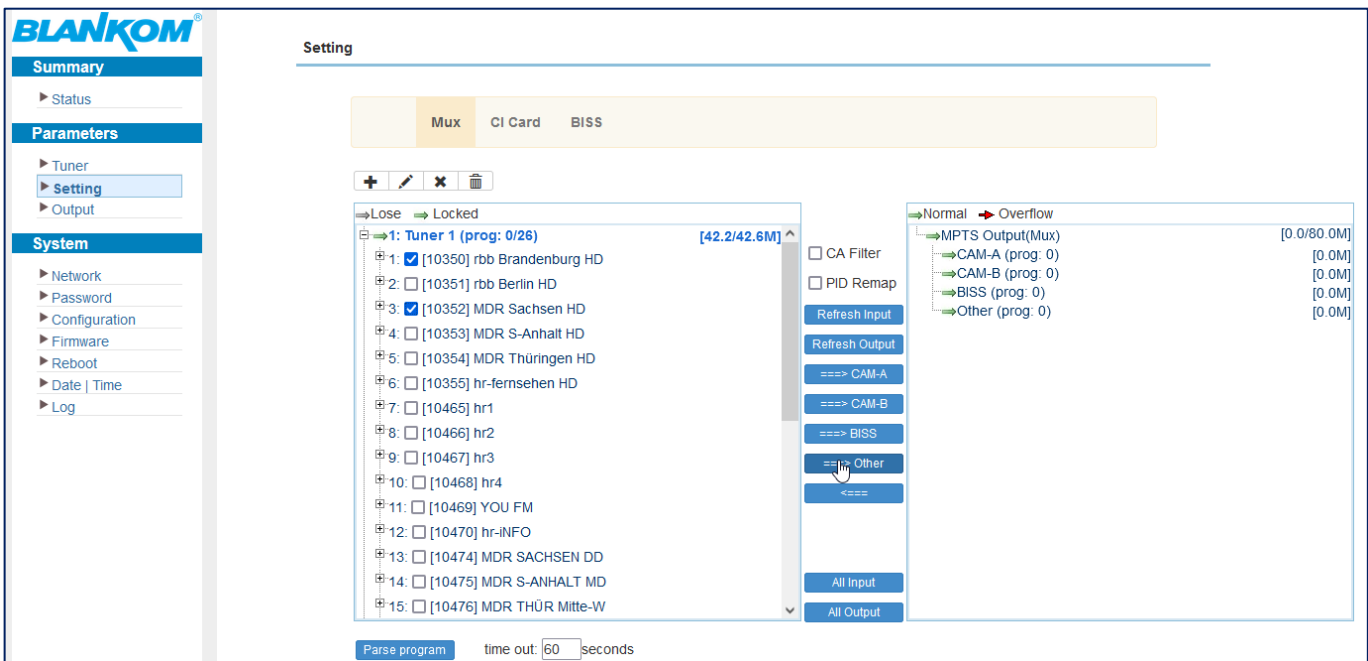 BLANKOM®
Summary
Status
Parameters
Tuner
Setting
Output
System
Network
Password
Configuration
Firmware
Reboot
Date | Time
Log
Setting
Mux CI Card BISS
Lose Locked
1: Tuner 1 (prog: 0/26) [42.2/42.6M]
1: [10350] rbb Brandenburg HD
2: [10351] rbb Berlin HD
3: [10352] MDR Sachsen HD
4: [10353] MDR S-Anhalt HD
5: [10354] MDR Thüringen HD
6: [10355] hr-fernsehen HD
7: [10465] hr1
8: [10466] hr2
9: [10467] hr3
10: [10468] hr4
11: [10469] YOU FM
12: [10470] hr-iNFO
13: [10474] MDR SACHSEN DD
14: [10475] MDR S-ANHALT MD
15: [10476] MDR THÜR Mitte-W
CA Filter
PID Remap
Refresh Input
Refresh Output
===> CAM-A
===> CAM-B
===> BISS
===> Other
<===
All Input
All Output
Normal Overflow
MPTS Output(Mux) [0.0/80.0M]
CAM-A (prog: 0) [0.0M]
CAM-B (prog: 0) [0.0M]
BISS (prog: 0) [0.0M]
Other (prog: 0) [0.0M]
Parse program time out: 60 seconds